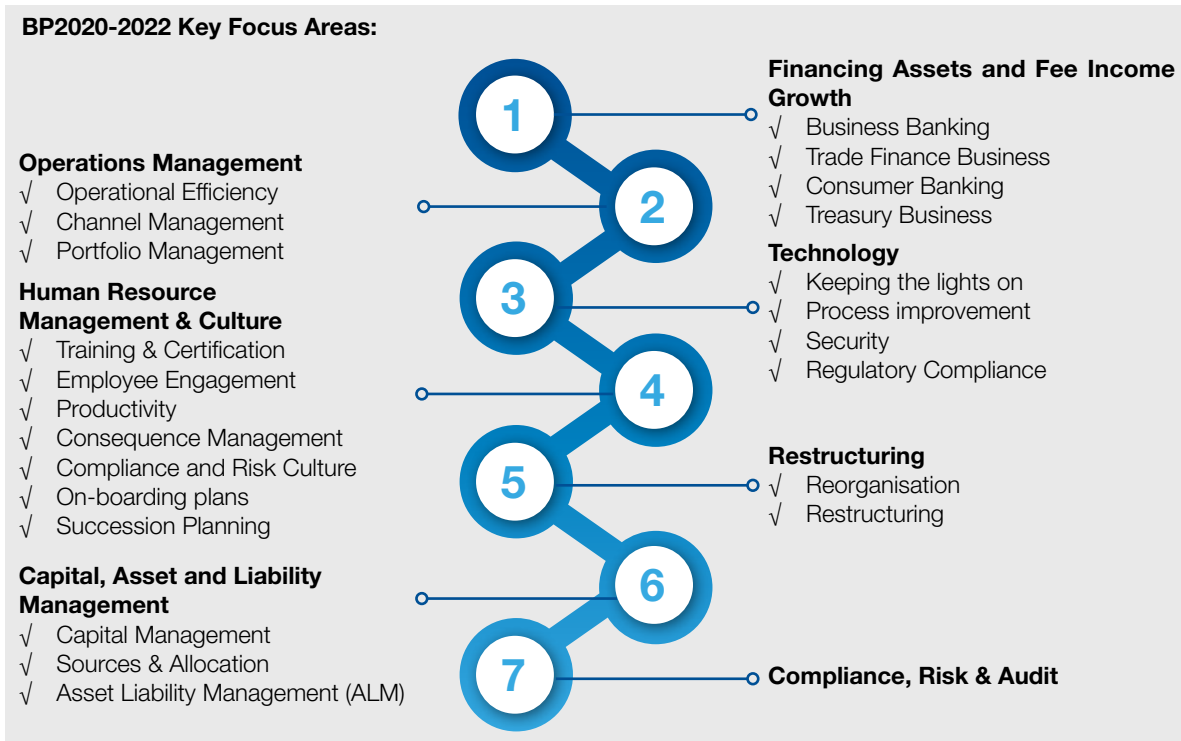 BP2020-2022 Key Focus Areas:
1
Financing Assets and Fee Income
Growth
√ Business Banking
√ Trade Finance Business
√ Consumer Banking
√ Treasury Business
2
Operations Management
√ Operational Efficiency
√ Channel Management
√ Portfolio Management
3
Technology
√ Keeping the lights on
√ Process improvement
√ Security
√ Regulatory Compliance
4
Human Resource
Management & Culture
√ Training & Certification
√ Employee Engagement
√ Productivity
√ Consequence Management
√ Compliance and Risk Culture
√ On-boarding plans
√ Succession Planning
5
Restructuring
√ Reorganisation
√ Restructuring
6
Capital, Asset and Liability
Management
√ Capital Management
√ Sources & Allocation
√ Asset Liability Management (ALM)
7
Compliance, Risk & Audit